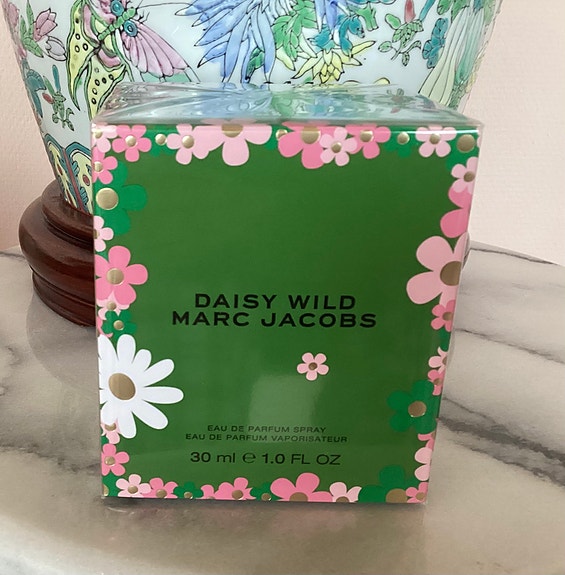 DAISY WILD
MARC JACOBS
EAU DE PARFUM SPRAY
EAU DE PARFUM VAPORISATEUR
30 ml ℮ 1.0 FL OZ